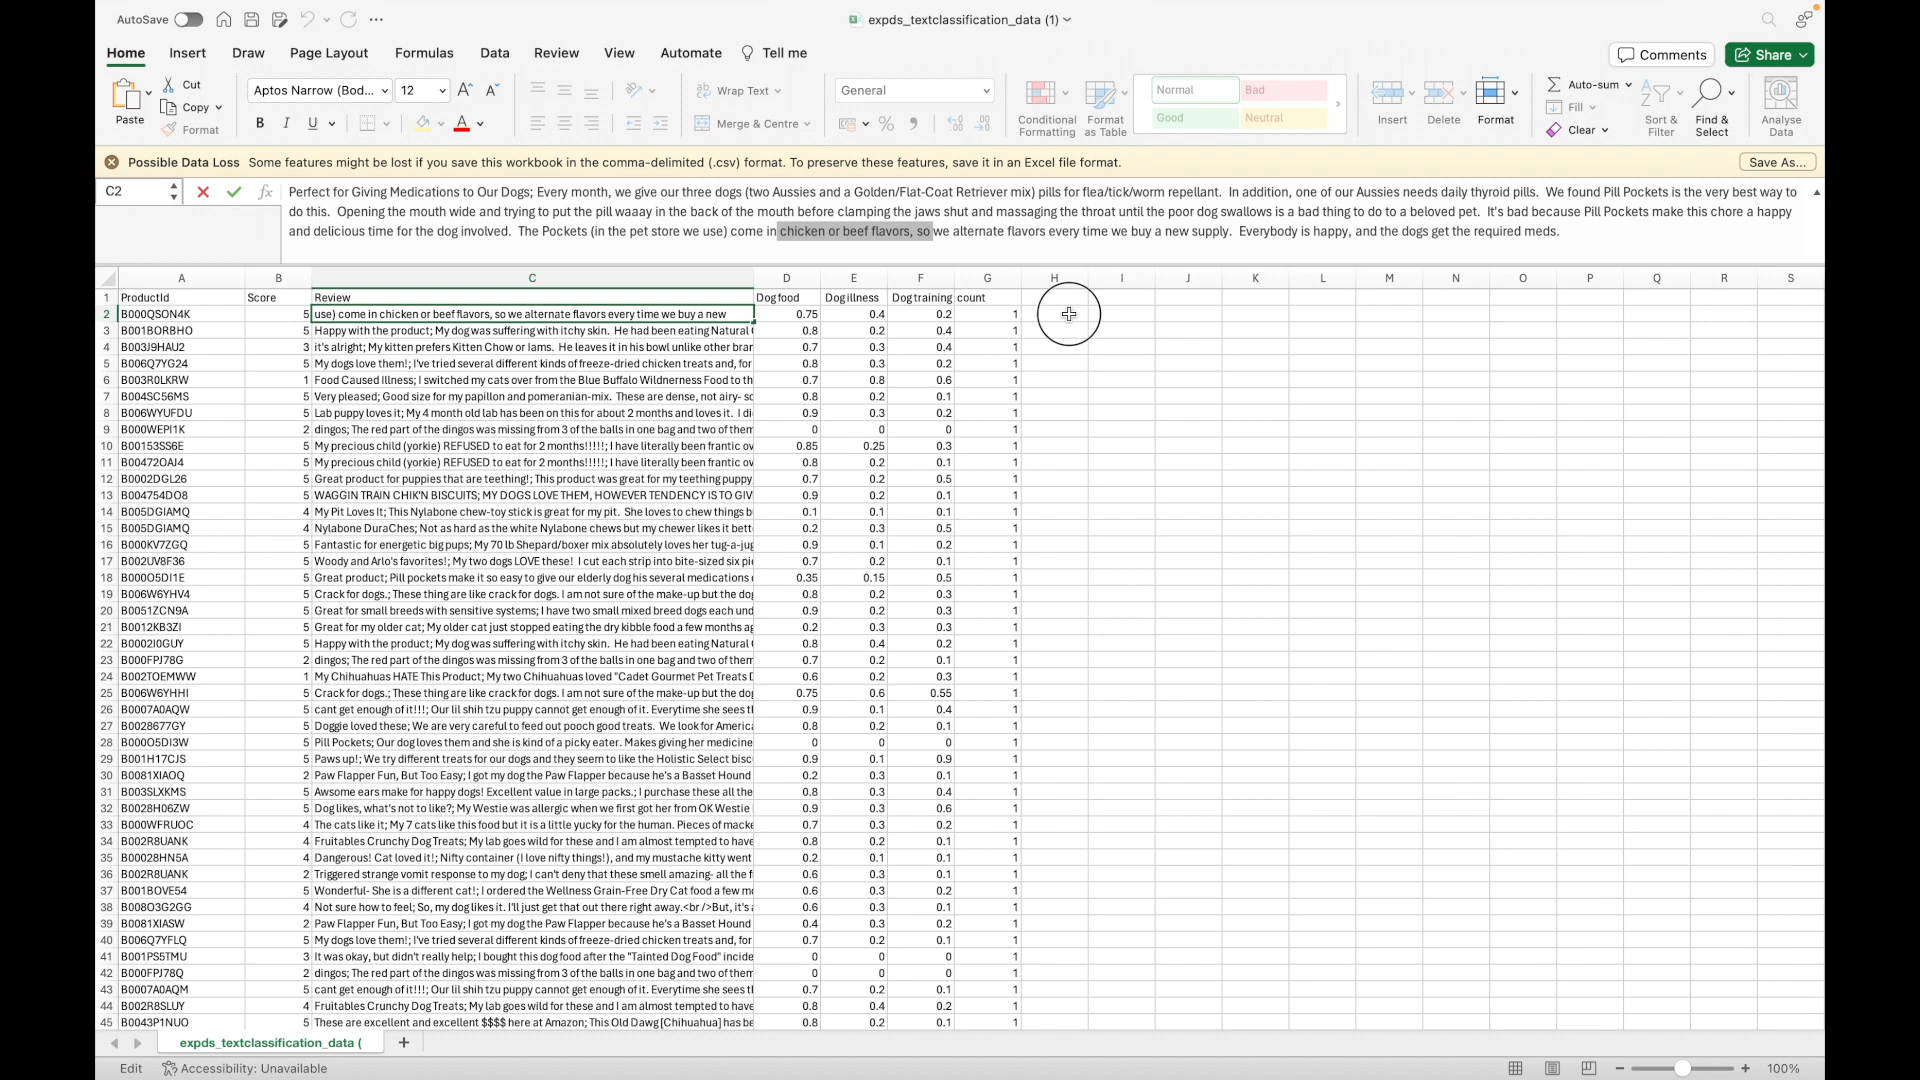 AutoSave
expds_textclassification_data (1)
Home Insert Draw Page Layout Formulas Data Review View Automate Tell me
Comments Share
Paste
Cut
Copy
Format
Aptos Narrow (Bod... 12
B I U
Wrap Text
Merge & Centre
General
Conditional Formatting
Format as Table
Normal Bad
Good Neutral
Insert Delete Format
Auto-sum
Fill
Clear
Sort & Filter
Find & Select
Analyse Data
Possible Data Loss Some features might be lost if you save this workbook in the comma-delimited (.csv) format. To preserve these features, save it in an Excel file format. Save As...
C2 fx
Perfect for Giving Medications to Our Dogs; Every month, we give our three dogs (two Aussies and a Golden/Flat-Coat Retriever mix) pills for flea/tick/worm repellant. In addition, one of our Aussies needs daily thyroid pills. We found Pill Pockets is the very best way to
do this. Opening the mouth wide and trying to put the pill waaay in the back of the mouth before clamping the jaws shut and massaging the throat until the poor dog swallows is a bad thing to do to a beloved pet. It's bad because Pill Pockets make this chore a happy
and delicious time for the dog involved. The Pockets (in the pet store we use) come in chicken or beef flavors, so we alternate flavors every time we buy a new supply. Everybody is happy, and the dogs get the required meds.
A B C D E F G H I J K L M N O P Q R S
1 ProductId Score Review Dog food Dog illness Dog training count
2 B000QSON4K 5 use) come in chicken or beef flavors, so we alternate flavors every time we buy a new 0.75 0.4 0.2 1
3 B001BORBHO 5 Happy with the product; My dog was suffering with itchy skin. He had been eating Natural 0.8 0.2 0.4 1
4 B003J9HAU2 3 it's alright; My kitten prefers Kitten Chow or Iams. He leaves it in his bowl unlike other brar 0.7 0.3 0.4 1
5 B006Q7YG24 5 My dogs love them!; I've tried several different kinds of freeze-dried chicken treats and, for 0.8 0.3 0.2 1
6 B003R0LKRW 1 Food Caused Illness; I switched my cats over from the Blue Buffalo Wildnerness Food to th 0.7 0.8 0.6 1
7 B004SC56MS 5 Very pleased; Good size for my papillon and pomeranian-mix. These are dense, not airy- sc 0.8 0.2 0.1 1
8 B006WYUFDU 5 Lab puppy loves it; My 4 month old lab has been on this for about 2 months and loves it. I di 0.9 0.3 0.2 1
9 B000WEPI1K 2 dingos; The red part of the dingos was missing from 3 of the balls in one bag and two of them 0 0 0 1
10 B00153SS6E 5 My precious child (yorkie) REFUSED to eat for 2 months!!!!!; I have literally been frantic ov 0.85 0.25 0.3 1
11 B00472OAJ4 5 My precious child (yorkie) REFUSED to eat for 2 months!!!!!; I have literally been frantic ov 0.8 0.2 0.1 1
12 B0002DGL26 5 Great product for puppies that are teething!; This product was great for my teething puppy 0.7 0.2 0.5 1
13 B004754DO8 5 WAGGIN TRAIN CHIK'N BISCUITS; MY DOGS LOVE THEM, HOWEVER TENDENCY IS TO GIV 0.9 0.2 0.1 1
14 B005DGIAMQ 4 My Pit Loves It; This Nylabone chew-toy stick is great for my pit. She loves to chew things b 0.1 0.1 0.1 1
15 B005DGIAMQ 4 Nylabone DuraChes; Not as hard as the white Nylabone chews but my chewer likes it bett 0.2 0.3 0.5 1
16 B000KV7ZGQ 5 Fantastic for energetic big pups; My 70 lb Shepard/boxer mix absolutely loves her tug-a-jug 0.9 0.1 0.2 1
17 B002UV8F36 5 Woody and Arlo's favorites!; My two dogs LOVE these! I cut each strip into bite-sized six pie 0.7 0.2 0.1 1
18 B000O5DI1E 5 Great product; Pill pockets make it so easy to give our elderly dog his several medications 0.35 0.15 0.5 1
19 B006W6YHV4 5 Crack for dogs.; These thing are like crack for dogs. I am not sure of the make-up but the dog 0.8 0.2 0.3 1
20 B0051ZCN9A 5 Great for small breeds with sensitive systems; I have two small mixed breed dogs each und 0.9 0.2 0.3 1
21 B0012KB3ZI 5 Great for my older cat; My older cat just stopped eating the dry kibble food a few months ag 0.2 0.3 0.3 1
22 B0002I0GUY 5 Happy with the product; My dog was suffering with itchy skin. He had been eating Natural 0.8 0.4 0.2 1
23 B000FPJ78G 2 dingos; The red part of the dingos was missing from 3 of the balls in one bag and two of them 0.7 0.2 0.1 1
24 B002TOEMWW 1 My Chihuahuas HATE This Product; My two Chihuahuas loved "Cadet Gourmet Pet Treats D 0.6 0.2 0.3 1
25 B006W6YHHI 5 Crack for dogs.; These thing are like crack for dogs. I am not sure of the make-up but the dog 0.75 0.6 0.55 1
26 B0007A0AQW 5 cant get enough of it!!!; Our lil shih tzu puppy cannot get enough of it. Everytime she sees th 0.9 0.1 0.4 1
27 B0028677GY 5 Doggie loved these; We are very careful to feed out pooch good treats. We look for America 0.8 0.2 0.1 1
28 B000O5DI3W 5 Pill Pockets; Our dog loves them and she is kind of a picky eater. Makes giving her medicine 0 0 0 1
29 B001H17CJS 5 Paws up!; We try different treats for our dogs and they seem to like the Holistic Select bisc 0.9 0.1 0.9 1
30 B0081XIAOQ 2 Paw Flapper Fun, But Too Easy; I got my dog the Paw Flapper because he's a Basset Hound 0.2 0.3 0.1 1
31 B003SLXKMS 5 Awsome ears make for happy dogs! Excellent value in large packs.; I purchase these all the 0.8 0.3 0.4 1
32 B0028H06ZW 5 Dog likes, what's not to like?; My Westie was allergic when we first got her from OK Westie 0.9 0.3 0.6 1
33 B000WFRUOC 4 The cats like it; My 7 cats like this food but it is a little yucky for the human. Pieces of macke 0.7 0.3 0.2 1
34 B002R8UANK 4 Fruitables Crunchy Dog Treats; My lab goes wild for these and I am almost tempted to have 0.8 0.2 0.1 1
35 B00028HN5A 4 Dangerous! Cat loved it!; Nifty container (I love nifty things!), and my mustache kitty went 0.2 0.1 0.1 1
36 B002R8UANK 2 Triggered strange vomit response to my dog; I can't deny that these smell amazing- all the f 0.6 0.3 0.1 1
37 B001BOVE54 5 Wonderful- She is a different cat!; I ordered the Wellness Grain-Free Dry Cat food a few mo 0.6 0.3 0.2 1
38 B008O3G2GG 4 Not sure how to feel; So, my dog likes it. I'll just get that out there right away.<br />But, it's a 0.6 0.3 0.1 1
39 B0081XIASW 2 Paw Flapper Fun, But Too Easy; I got my dog the Paw Flapper because he's a Basset Hound 0.4 0.3 0.2 1
40 B006Q7YFLQ 5 My dogs love them!; I've tried several different kinds of freeze-dried chicken treats and, for 0.7 0.2 0.1 1
41 B001PS5TMU 3 It was okay, but didn't really help; I bought this dog food after the "Tainted Dog Food" incide 0 0 0 1
42 B000FPJ78Q 2 dingos; The red part of the dingos was missing from 3 of the balls in one bag and two of them 0 0 0 1
43 B0007A0AQM 5 cant get enough of it!!!; Our lil shih tzu puppy cannot get enough of it. Everytime she sees th 0.7 0.2 0.1 1
44 B002R8SLUY 4 Fruitables Crunchy Dog Treats; My lab goes wild for these and I am almost tempted to have 0.8 0.4 0.2 1
45 B0043P1NUO 5 These are excellent and excellent $$$$ here at Amazon; This Old Dawg [Chihuahua] has be 0.8 0.2 0.1 1
expds_textclassification_data ( +
Edit Accessibility: Unavailable 100%